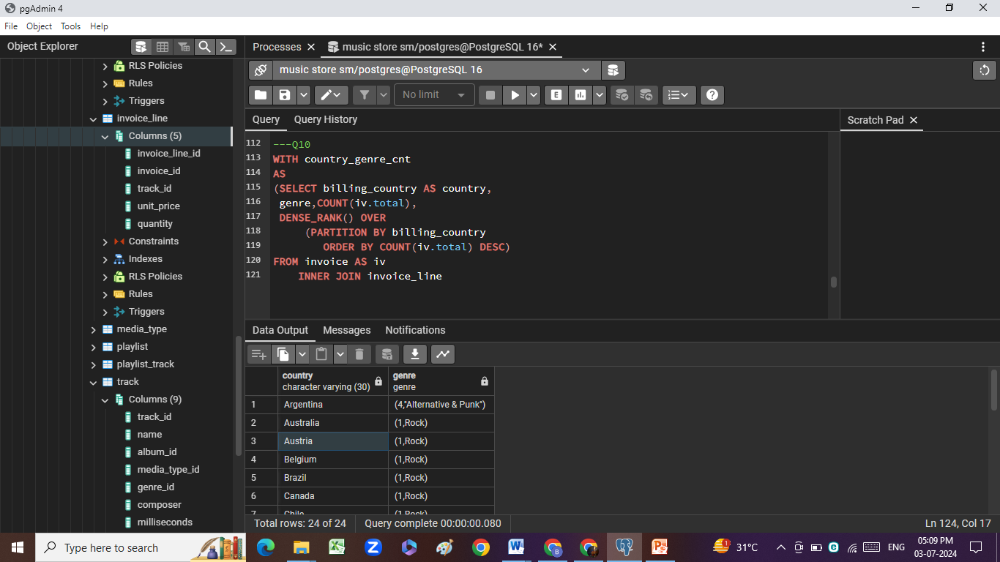 pgAdmin 4
File Object Tools Help
Object Explorer
RLS Policies
Rules
Triggers
invoice_line
Columns (5)
invoice_line_id
invoice_id
track_id
unit_price
quantity
Constraints
Indexes
RLS Policies
Rules
Triggers
media_type
playlist
playlist_track
track
Columns (9)
track_id
name
album_id
media_type_id
genre_id
composer
milliseconds
Processes
music store sm/postgres@PostgreSQL 16*
music store sm/postgres@PostgreSQL 16
No limit
E
Query Query History
Scratch Pad
112 ---Q10
113 WITH country_genre_cnt
114 AS
115 (SELECT billing_country AS country,
116 genre,COUNT(iv.total),
117 DENSE_RANK() OVER
118 (PARTITION BY billing_country
119 ORDER BY COUNT(iv.total) DESC)
120 FROM invoice AS iv
121 INNER JOIN invoice_line
Data Output Messages Notifications
country genre
character varying (30) genre
1 Argentina (4,"Alternative & Punk")
2 Australia (1,Rock)
3 Austria (1,Rock)
4 Belgium (1,Rock)
5 Brazil (1,Rock)
6 Canada (1,Rock)
7 Chile (1,Rock)
Total rows: 24 of 24 Query complete 00:00:00.080 Ln 124, Col 17
Type here to search
31°C
ENG
05:09 PM
03-07-2024